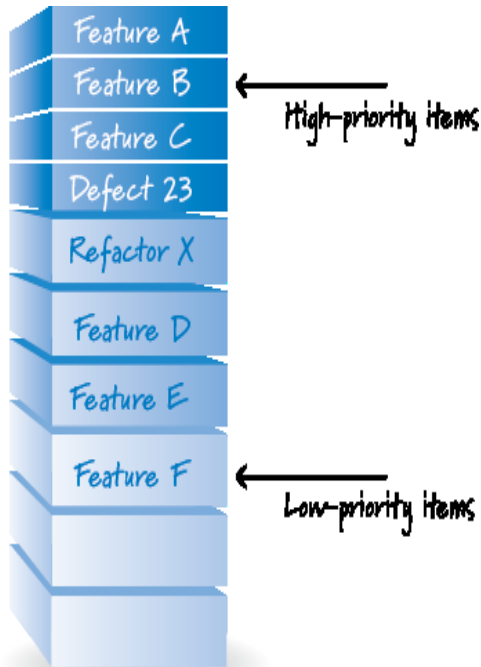 Feature A
Feature B
High-priority items
Feature C
Defect 23
Refactor X
Feature D
Feature E
Feature F
Low-priority items